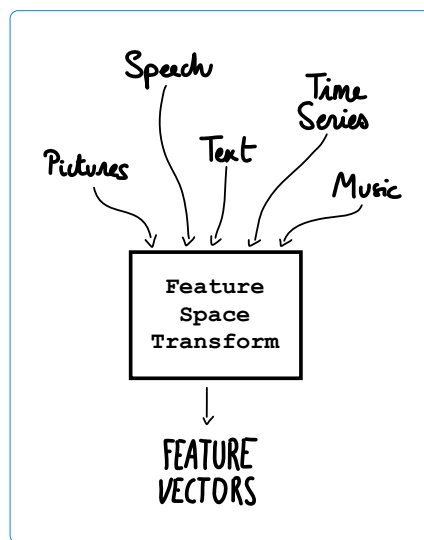 Speech
Time
Series
Text
Pictures
Music
Feature
Space
Transform
FEATURE
VECTORS